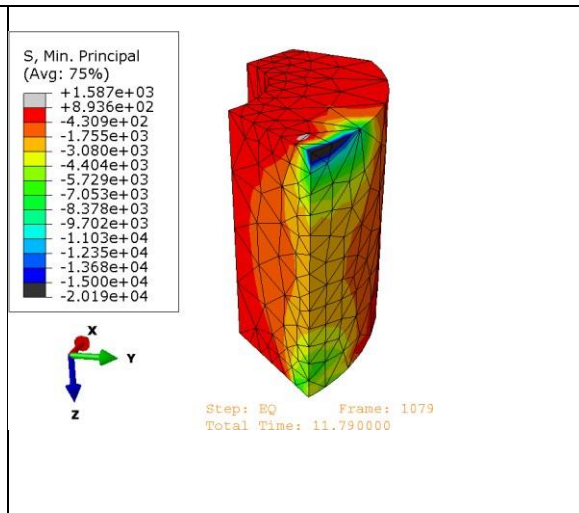 S, Min. Principal
(Avg: 75%)
+1.587e+03
+8.936e+02
-4.309e+02
-1.755e+03
-3.080e+03
-4.404e+03
-5.729e+03
-7.053e+03
-8.378e+03
-9.702e+03
-1.103e+04
-1.235e+04
-1.368e+04
-1.500e+04
-2.019e+04
X
Y
Z
Step: EQ Frame: 1079
Total Time: 11.790000